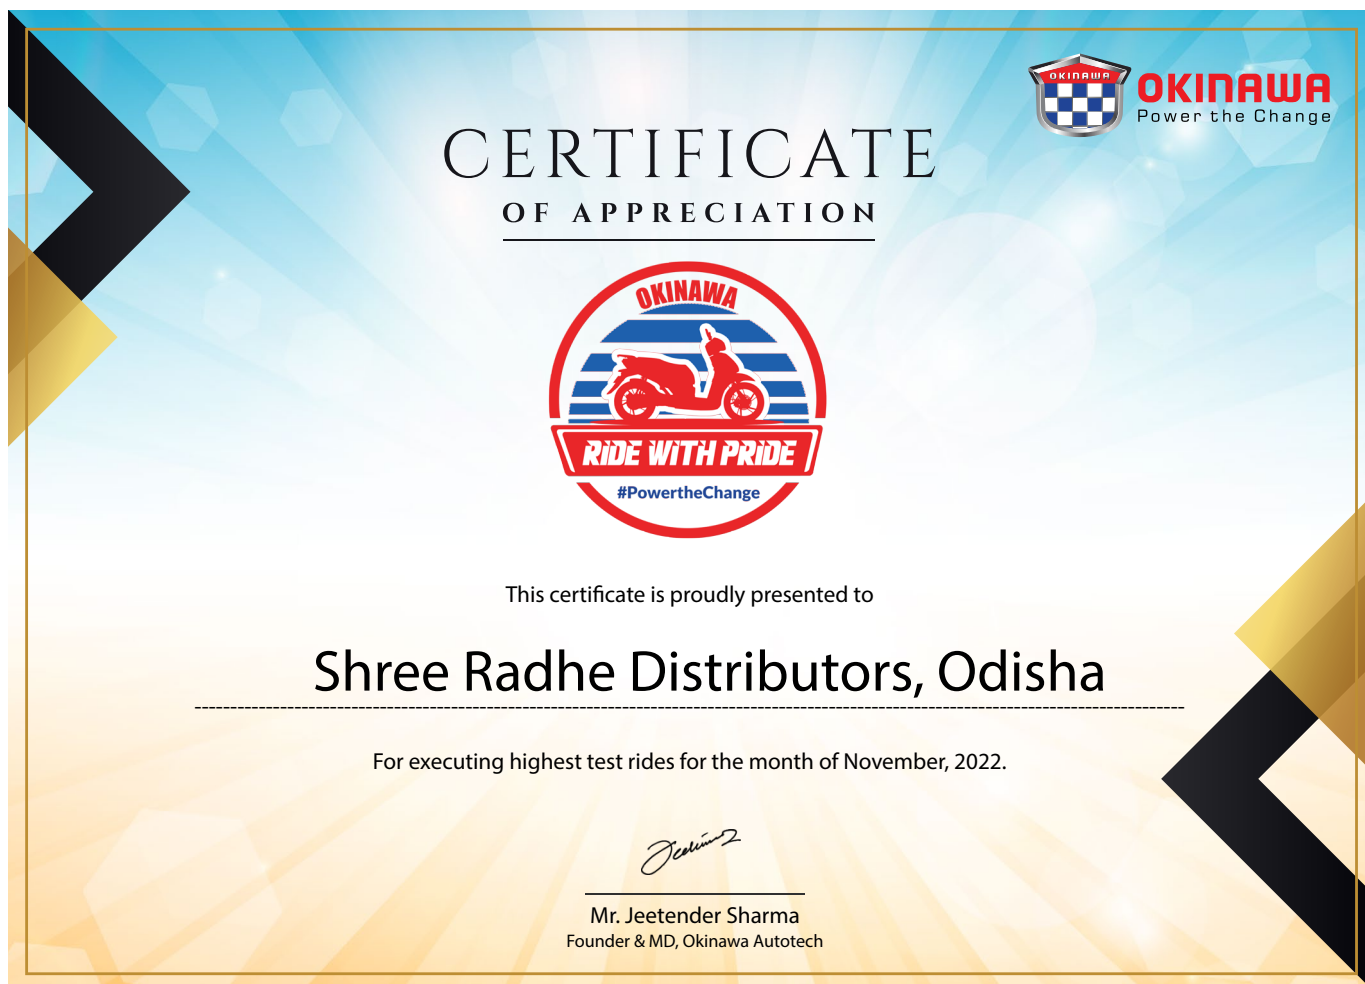 OKINAWA
OKINAWA
Power the Change
CERTIFICATE
OF APPRECIATION
OKINAWA
RIDE WITH PRIDE
#PowertheChange
This certificate is proudly presented to
Shree Radhe Distributors, Odisha
For executing highest test rides for the month of November, 2022.
Mr. Jeetender Sharma
Founder & MD, Okinawa Autotech